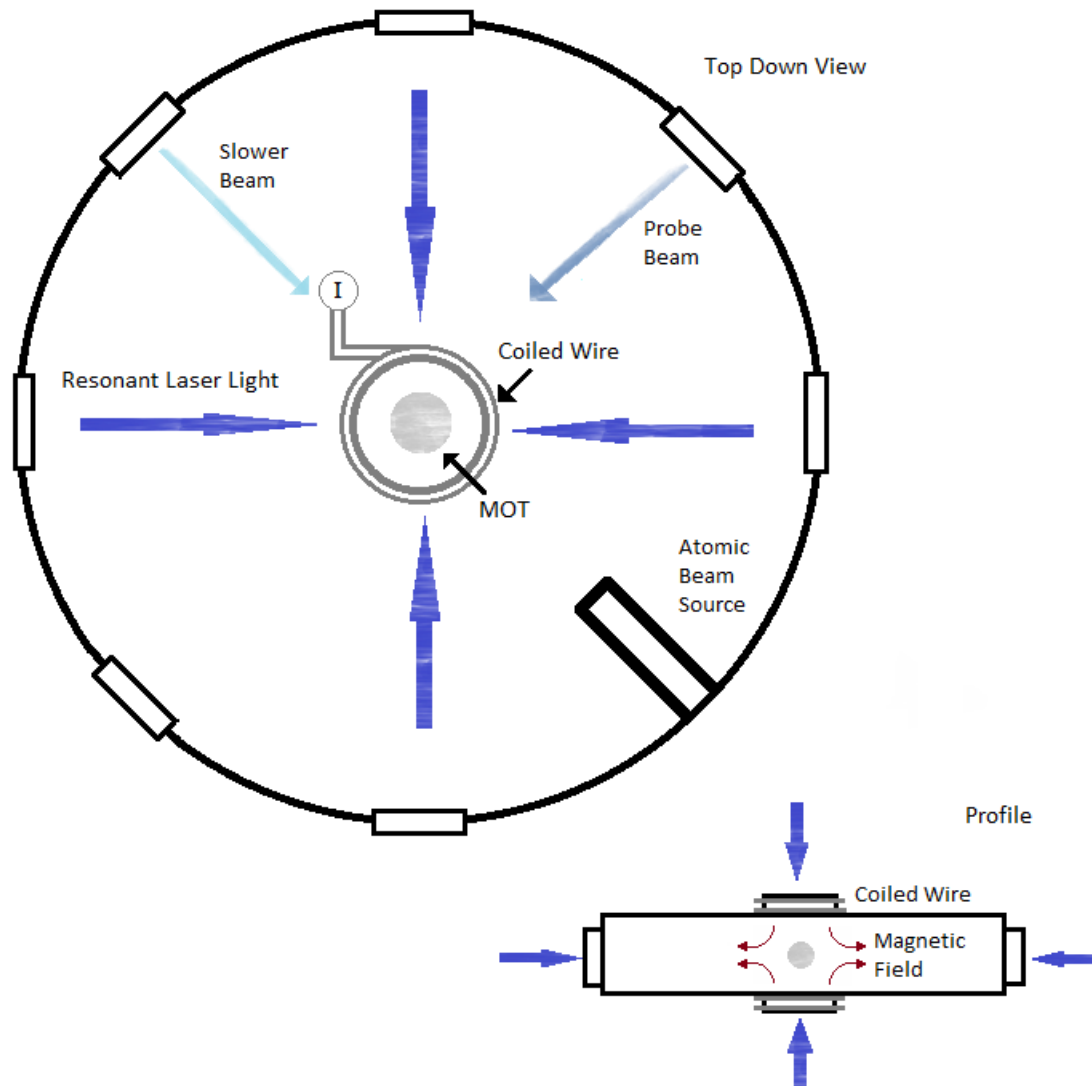 Top Down View
Slower
Beam
Probe
Beam
I
Coiled Wire
Resonant Laser Light
MOT
Atomic
Beam
Source
Profile
Coiled Wire
Magnetic
Field